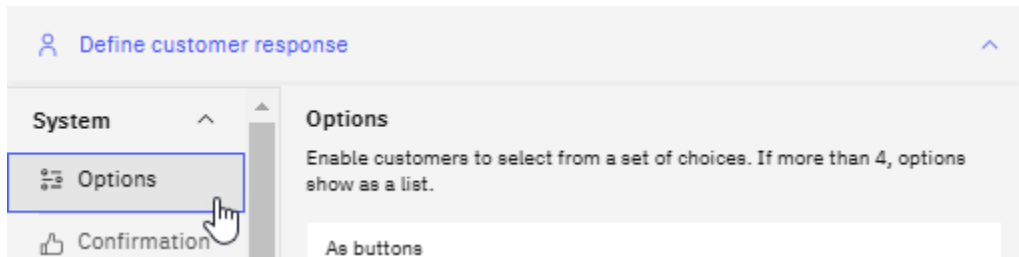 Define customer response
System
Options
Confirmation
Options
Enable customers to select from a set of choices. If more than 4, options
show as a list.
As buttons